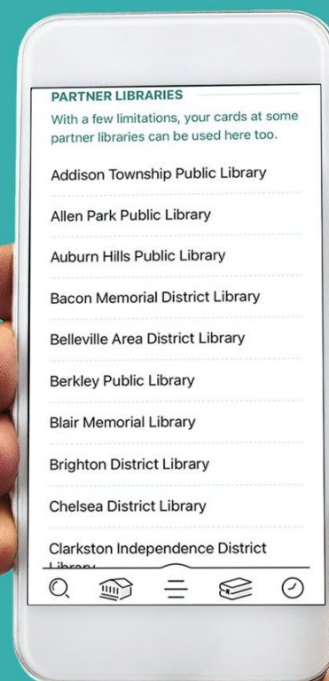 PARTNER LIBRARIES
With a few limitations, your cards at some
partner libraries can be used here too.
Addison Township Public Library
Allen Park Public Library
Auburn Hills Public Library
Bacon Memorial District Library
Belleville Area District Library
Berkley Public Library
Blair Memorial Library
Brighton District Library
Chelsea District Library
Clarkston Independence District
Library